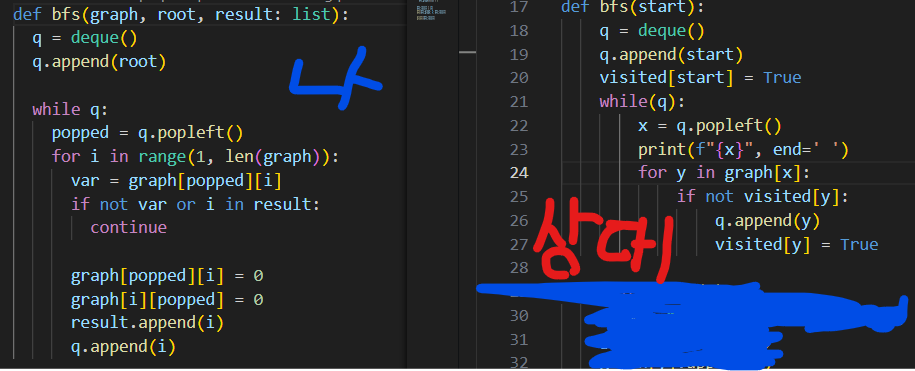 def bfs(graph, root, result: list):
q = deque()
q.append(root)
나
while q:
popped = q.popleft()
for i in range(1, len(graph)):
var = graph[popped][i]
if not var or i in result:
continue
graph[popped][i] = 0
graph[i][popped] = 0
result.append(i)
q.append(i)
17 def bfs(start):
18 q = deque()
19 q.append(start)
20 visited[start] = True
21 while(q):
22 x = q.popleft()
23 print(f"{x}", end=' ')
24 for y in graph[x]:
25 if not visited[y]:
26 q.append(y)
27 visited[y] = True
상대
28
30
31
32